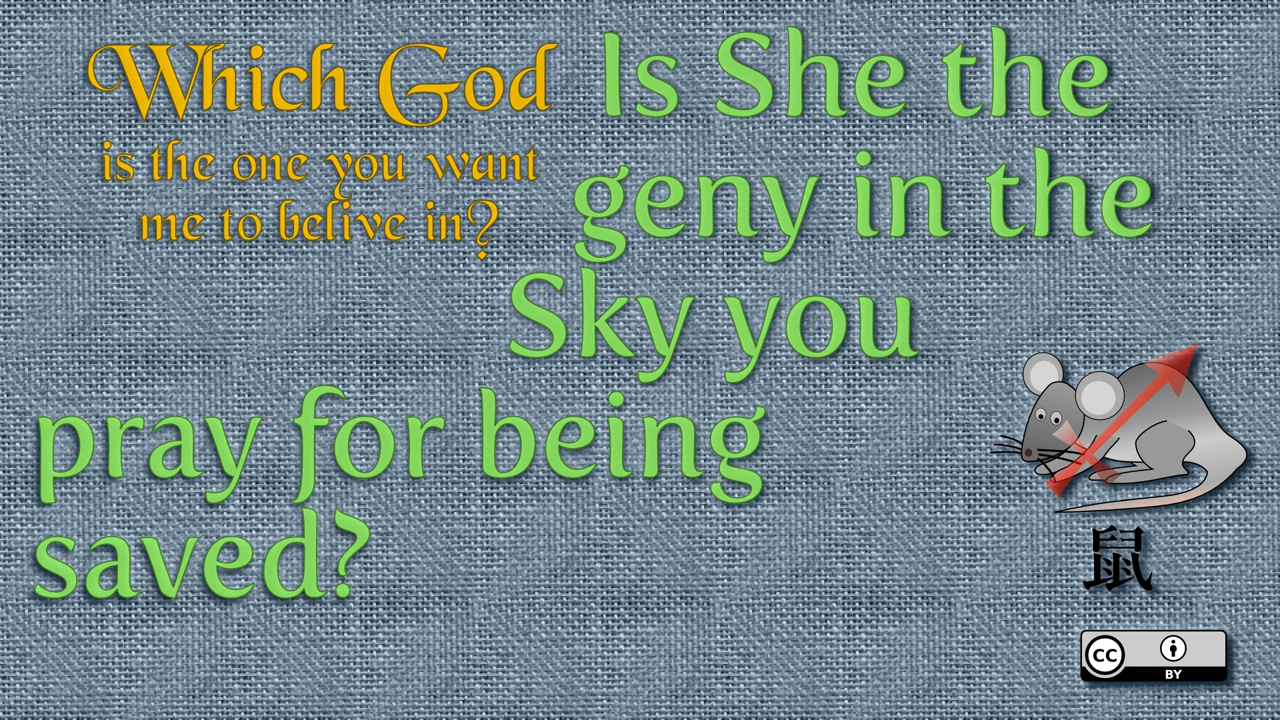 Which God
is the one you want
me to belive in?
Is She the
geny in the
Sky you
pray for being
saved?
鼠
cc
BY